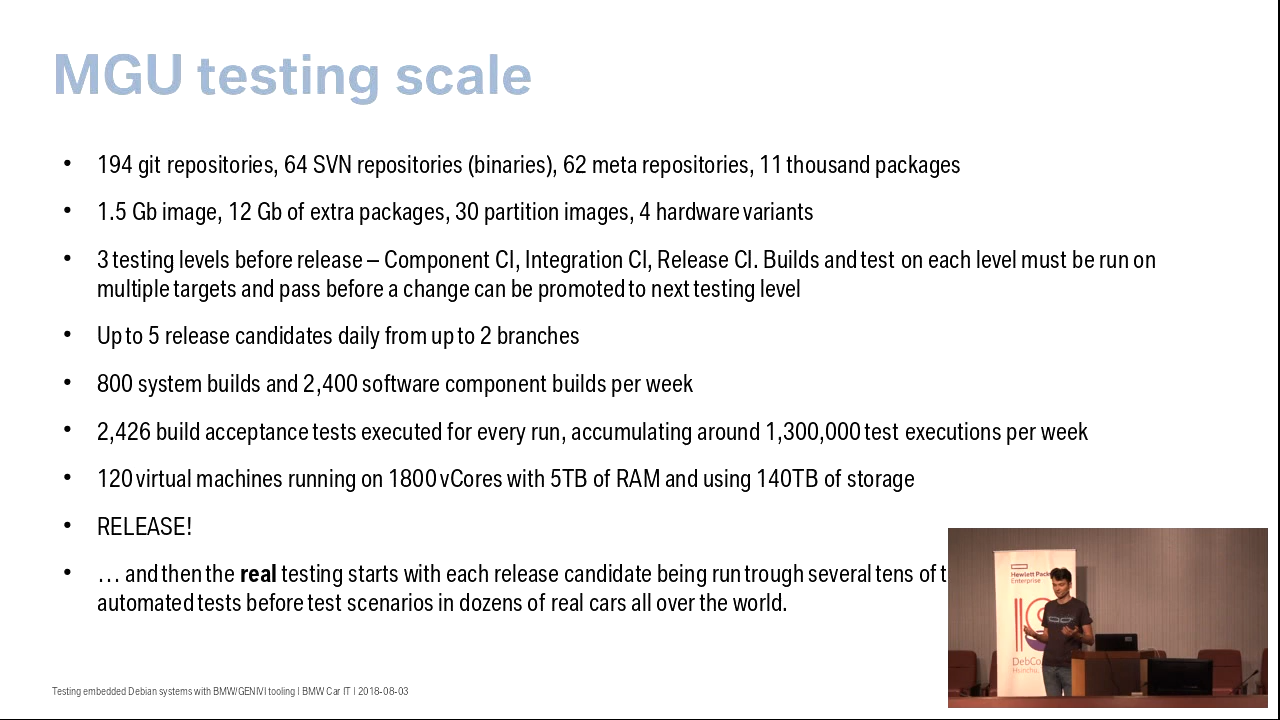 MGU testing scale
• 194 git repositories, 64 SVN repositories (binaries), 62 meta repositories, 11 thousand packages
• 1.5 Gb image, 12 Gb of extra packages, 30 partition images, 4 hardware variants
• 3 testing levels before release – Component CI, Integration CI, Release CI. Builds and test on each level must be run on
multiple targets and pass before a change can be promoted to next testing level
• Up to 5 release candidates daily from up to 2 branches
• 800 system builds and 2,400 software component builds per week
• 2,426 build acceptance tests executed for every run, accumulating around 1,300,000 test executions per week
• 120 virtual machines running on 1800 vCores with 5TB of RAM and using 140TB of storage
• RELEASE!
• … and then the real testing starts with each release candidate being run trough several tens of
automated tests before test scenarios in dozens of real cars all over the world.
Hewlett Pack
Enterprise
DebCo
Testing embedded Debian systems with BMW/GENIVI tooling | BMW Car IT | 2018-08-03